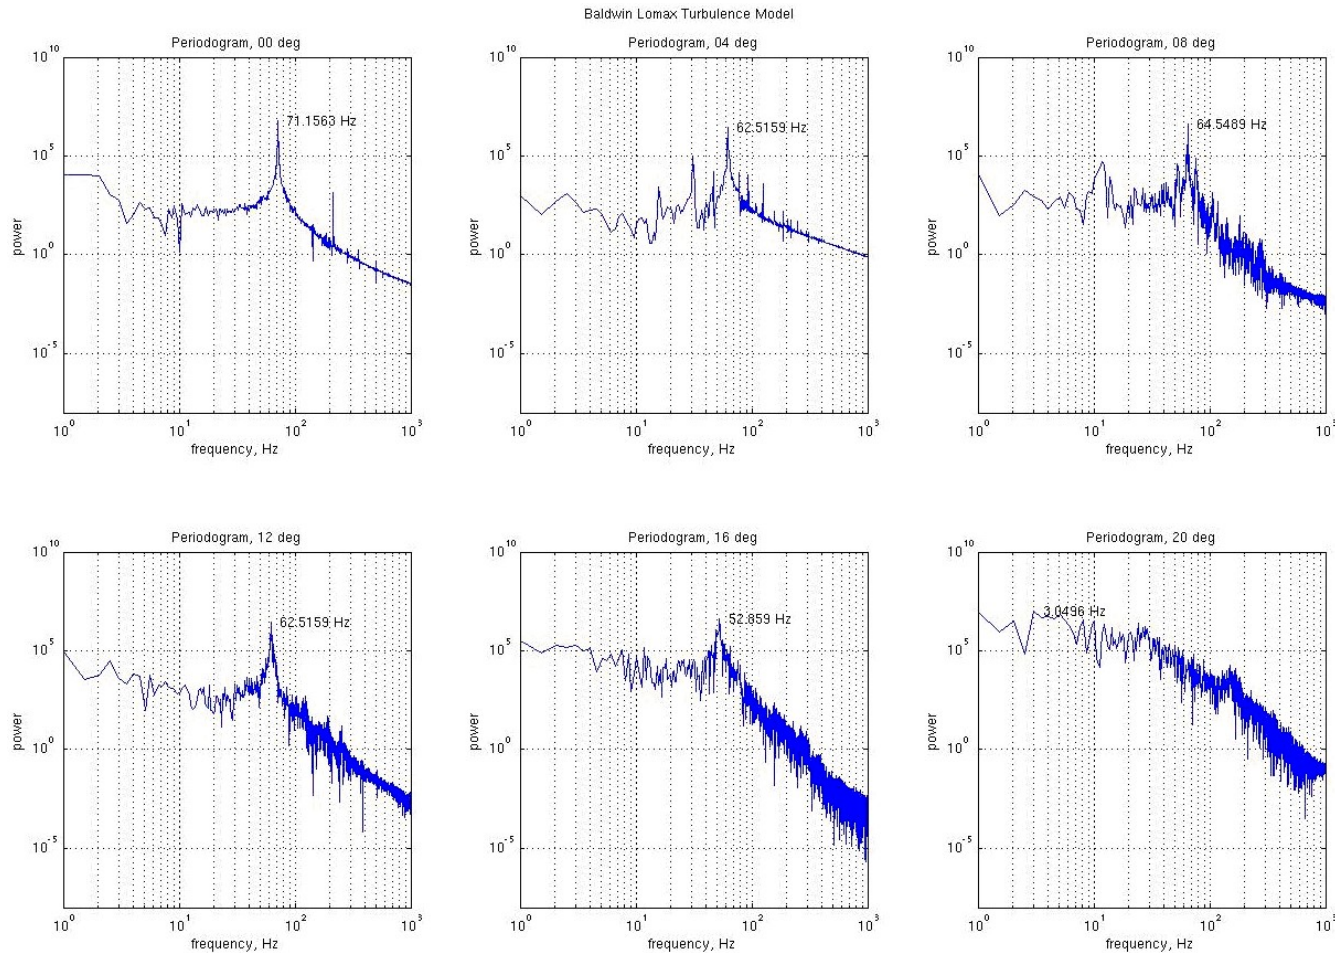 Baldwin Lomax Turbulence Model
Periodogram, 00 deg
10^10
10^5
10^0
10^-5
power
71.1563 Hz
10^0 10^1 10^2 10^3
frequency, Hz
Periodogram, 04 deg
10^10
10^5
10^0
10^-5
power
62.5159 Hz
10^0 10^1 10^2 10^3
frequency, Hz
Periodogram, 08 deg
10^10
10^5
10^0
10^-5
power
64.5489 Hz
10^0 10^1 10^2 10^3
frequency, Hz
Periodogram, 12 deg
10^10
10^5
10^0
10^-5
power
62.5159 Hz
10^0 10^1 10^2 10^3
frequency, Hz
Periodogram, 16 deg
10^10
10^5
10^0
10^-5
power
52.859 Hz
10^0 10^1 10^2 10^3
frequency, Hz
Periodogram, 20 deg
10^10
10^5
10^0
10^-5
power
3.0496 Hz
10^0 10^1 10^2 10^3
frequency, Hz